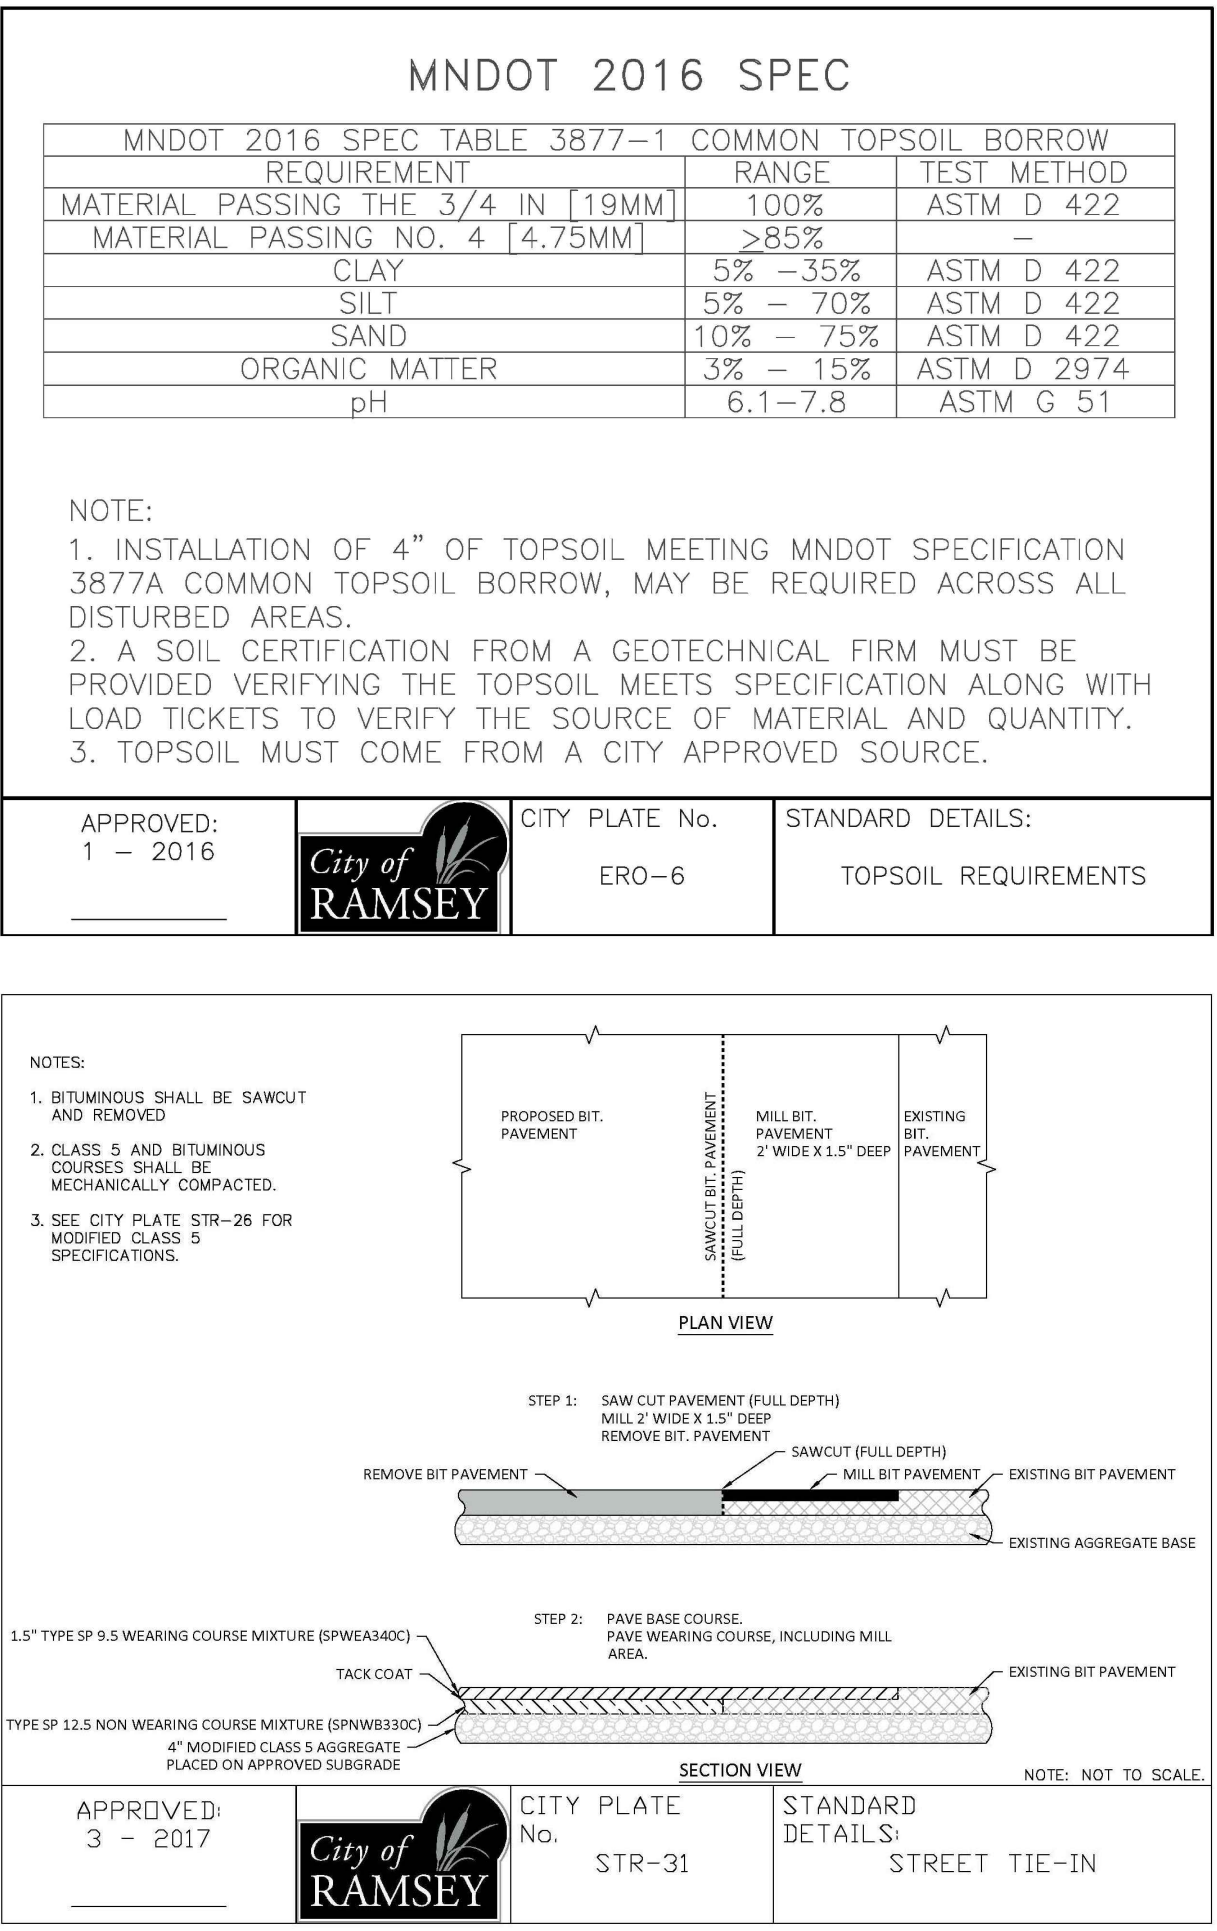 MNDOT 2016 SPEC
MNDOT 2016 SPEC TABLE 3877-1 COMMON TOPSOIL BORROW
REQUIREMENT RANGE TEST METHOD
MATERIAL PASSING THE 3/4 IN [19MM] 100% ASTM D 422
MATERIAL PASSING NO. 4 [4.75MM] ≥85% –
CLAY 5% -35% ASTM D 422
SILT 5% - 70% ASTM D 422
SAND 10% - 75% ASTM D 422
ORGANIC MATTER 3% - 15% ASTM D 2974
pH 6.1-7.8 ASTM G 51
NOTE:
1. INSTALLATION OF 4" OF TOPSOIL MEETING MNDOT SPECIFICATION
3877A COMMON TOPSOIL BORROW, MAY BE REQUIRED ACROSS ALL
DISTURBED AREAS.
2. A SOIL CERTIFICATION FROM A GEOTECHNICAL FIRM MUST BE
PROVIDED VERIFYING THE TOPSOIL MEETS SPECIFICATION ALONG WITH
LOAD TICKETS TO VERIFY THE SOURCE OF MATERIAL AND QUANTITY.
3. TOPSOIL MUST COME FROM A CITY APPROVED SOURCE.
APPROVED:
1 - 2016
City of
RAMSEY
CITY PLATE No.
ERO-6
STANDARD DETAILS:
TOPSOIL REQUIREMENTS
NOTES:
1. BITUMINOUS SHALL BE SAWCUT
AND REMOVED
2. CLASS 5 AND BITUMINOUS
COURSES SHALL BE
MECHANICALLY COMPACTED.
3. SEE CITY PLATE STR-26 FOR
MODIFIED CLASS 5
SPECIFICATIONS.
PROPOSED BIT.
PAVEMENT
SAWCUT BIT. PAVEMENT
(FULL DEPTH)
MILL BIT.
PAVEMENT
2' WIDE X 1.5" DEEP
EXISTING
BIT.
PAVEMENT
PLAN VIEW
STEP 1: SAW CUT PAVEMENT (FULL DEPTH)
MILL 2' WIDE X 1.5" DEEP
REMOVE BIT. PAVEMENT
SAWCUT (FULL DEPTH)
REMOVE BIT PAVEMENT
MILL BIT PAVEMENT
EXISTING BIT PAVEMENT
EXISTING AGGREGATE BASE
STEP 2: PAVE BASE COURSE.
PAVE WEARING COURSE, INCLUDING MILL
AREA.
1.5" TYPE SP 9.5 WEARING COURSE MIXTURE (SPWEA340C)
TACK COAT
EXISTING BIT PAVEMENT
TYPE SP 12.5 NON WEARING COURSE MIXTURE (SPNWB330C)
4" MODIFIED CLASS 5 AGGREGATE
PLACED ON APPROVED SUBGRADE
SECTION VIEW
NOTE: NOT TO SCALE.
APPROVED:
3 - 2017
City of
RAMSEY
CITY PLATE
No.
STR-31
STANDARD
DETAILS:
STREET TIE-IN